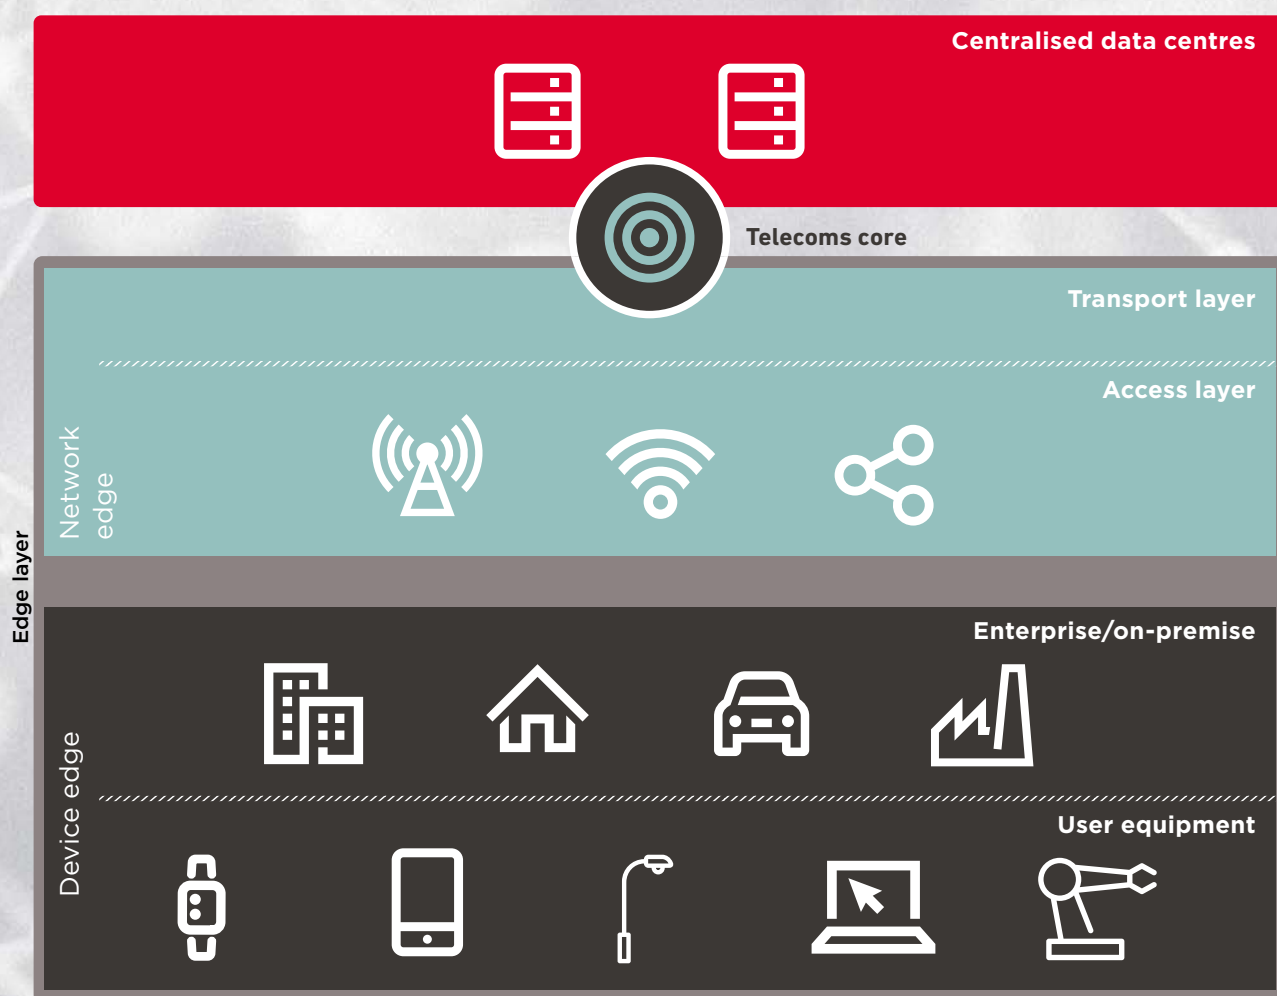 Centralised data centres
Telecoms core
Transport layer
Access layer
Network
edge
Edge layer
Enterprise/on-premise
Device edge
User equipment